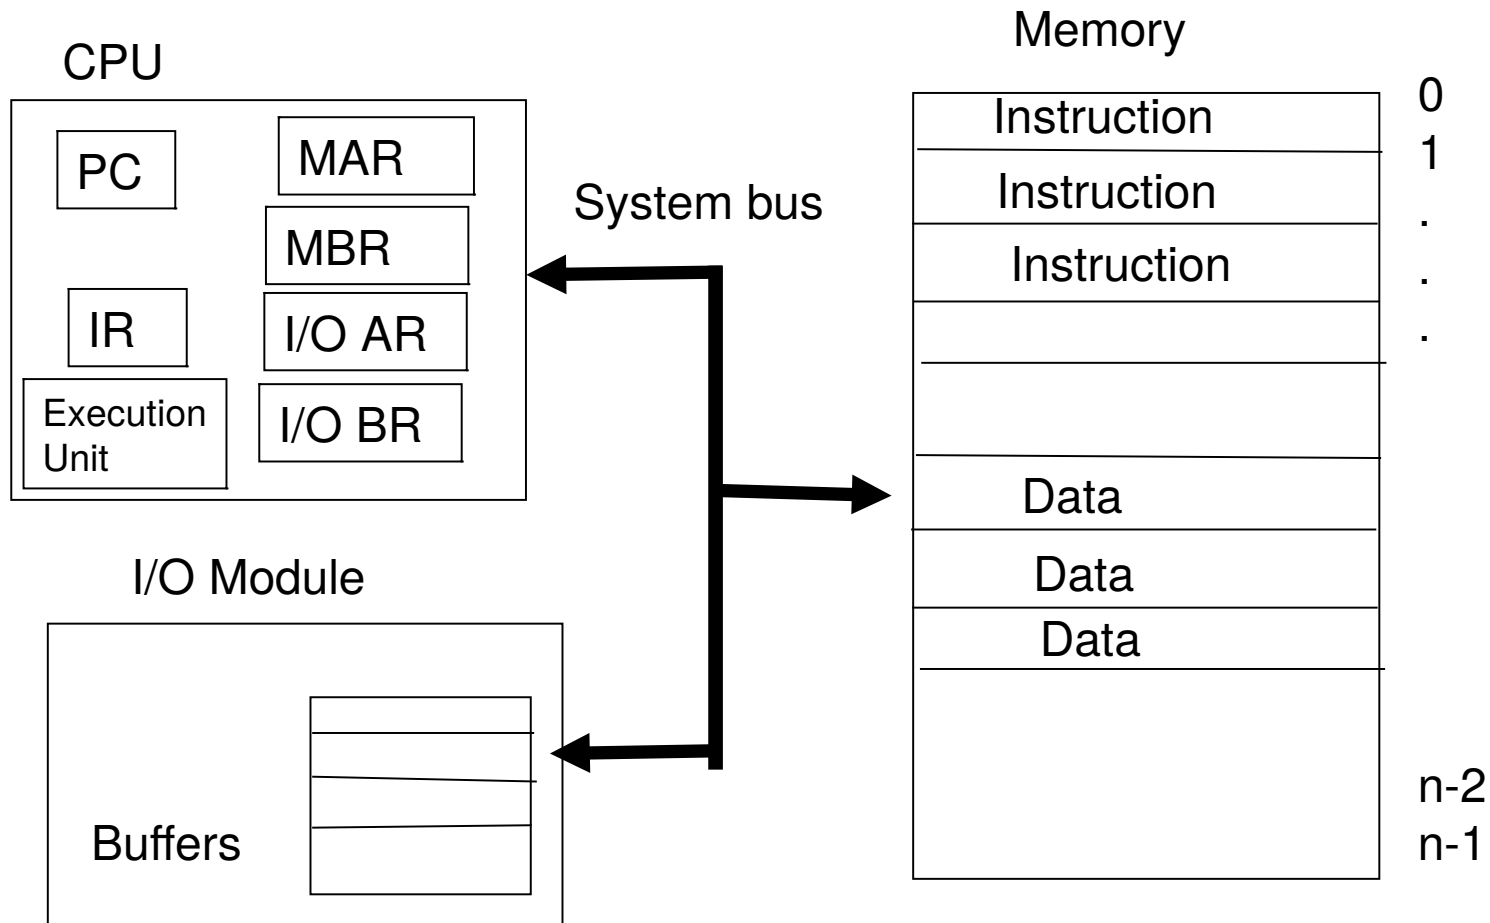 CPU
PC
MAR
MBR
IR
I/O AR
Execution
Unit
I/O BR
System bus
I/O Module
Buffers
Memory
Instruction
Instruction
Instruction
Data
Data
Data
0
1
.
.
.
n-2
n-1